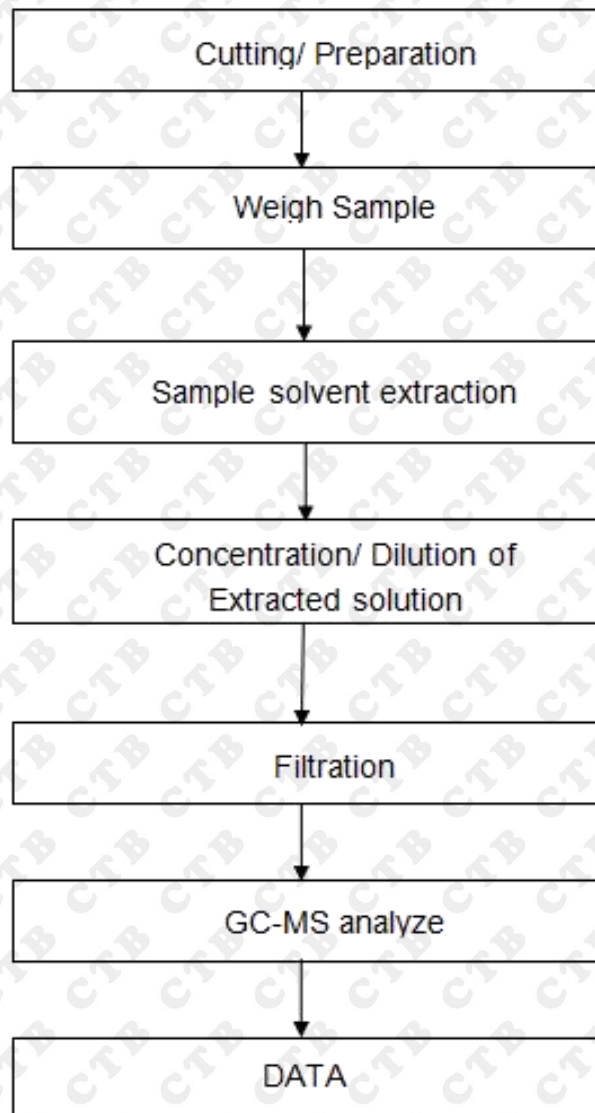 Cutting/ Preparation
Weigh Sample
Sample solvent extraction
Concentration/ Dilution of
Extracted solution
Filtration
GC-MS analyze
DATA